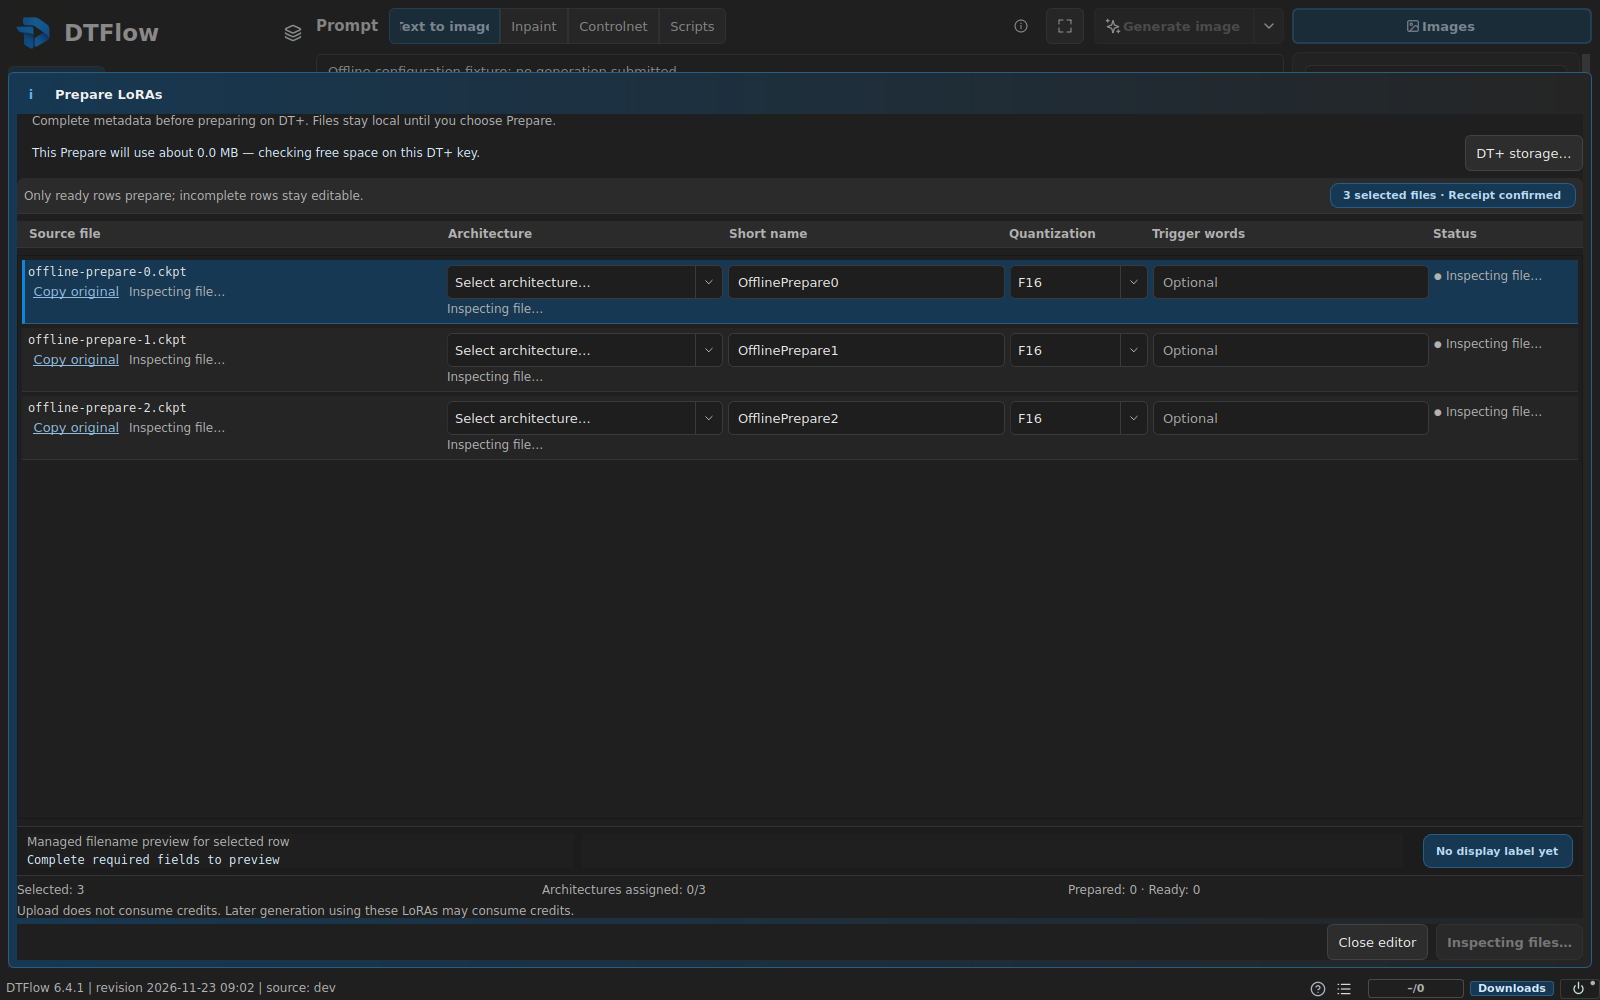 DTFlow
Prompt
Text to image
Inpaint
Controlnet
Scripts
Generate image
Images
Offline configuration fixture: no generation submitted
i Prepare LoRAs
Complete metadata before preparing on DT+. Files stay local until you choose Prepare.
This Prepare will use about 0.0 MB — checking free space on this DT+ key.
DT+ storage...
Only ready rows prepare; incomplete rows stay editable.
3 selected files · Receipt confirmed
Source file Architecture Short name Quantization Trigger words Status
offline-prepare-0.ckpt
Copy original Inspecting file...
Select architecture...
Inspecting file...
OfflinePrepare0
F16
Optional
● Inspecting file...
offline-prepare-1.ckpt
Copy original Inspecting file...
Select architecture...
Inspecting file...
OfflinePrepare1
F16
Optional
● Inspecting file...
offline-prepare-2.ckpt
Copy original Inspecting file...
Select architecture...
Inspecting file...
OfflinePrepare2
F16
Optional
● Inspecting file...
Managed filename preview for selected row
Complete required fields to preview
No display label yet
Selected: 3
Architectures assigned: 0/3
Prepared: 0 · Ready: 0
Upload does not consume credits. Later generation using these LoRAs may consume credits.
Close editor
Inspecting files...
DTFlow 6.4.1 | revision 2026-11-23 09:02 | source: dev
-/0
Downloads